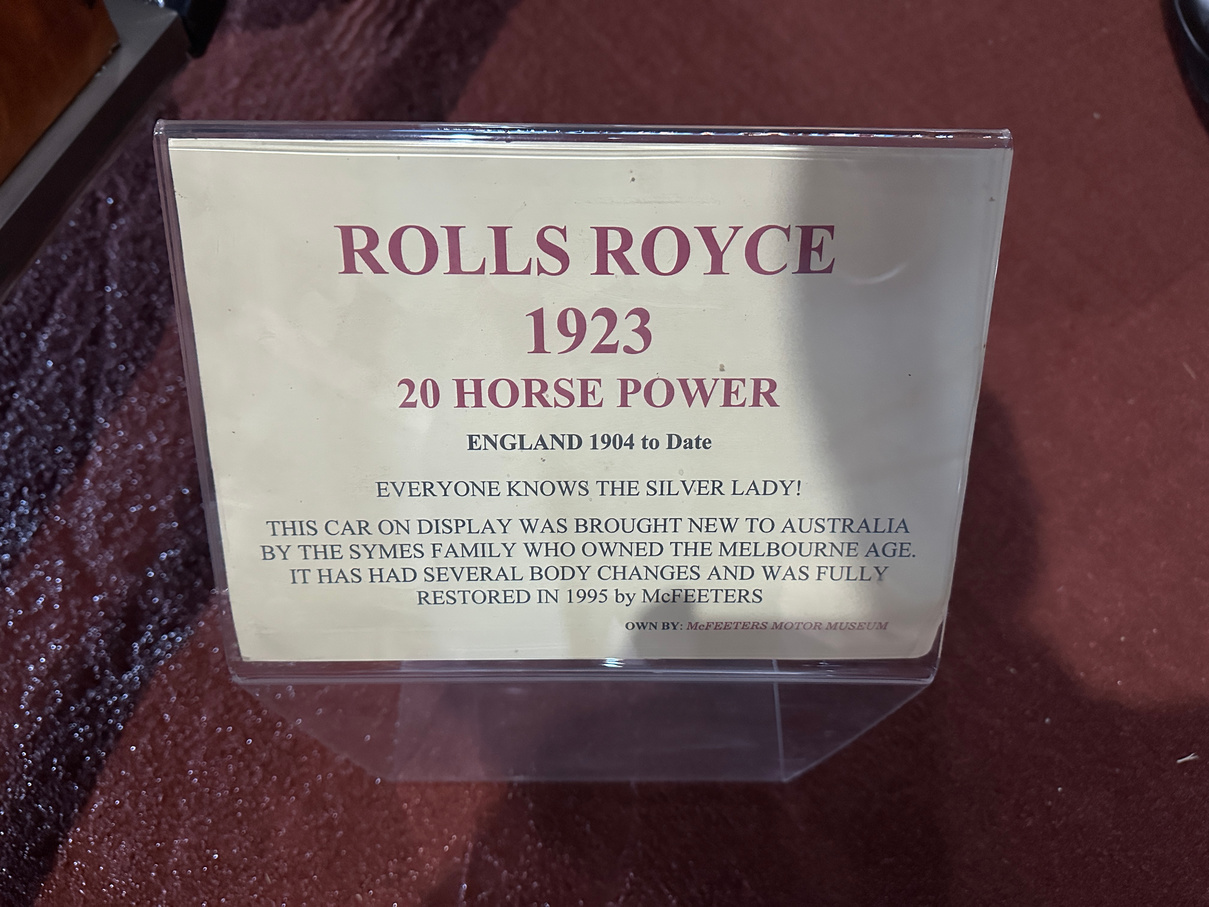 ROLLS ROYCE
1923
20 HORSE POWER
ENGLAND 1904 to Date
EVERYONE KNOWS THE SILVER LADY!
THIS CAR ON DISPLAY WAS BROUGHT NEW TO AUSTRALIA
BY THE SYMES FAMILY WHO OWNED THE MELBOURNE AGE.
IT HAS HAD SEVERAL BODY CHANGES AND WAS FULLY
RESTORED IN 1995 by McFEETERS
OWN BY: McFEETERS MOTOR MUSEUM